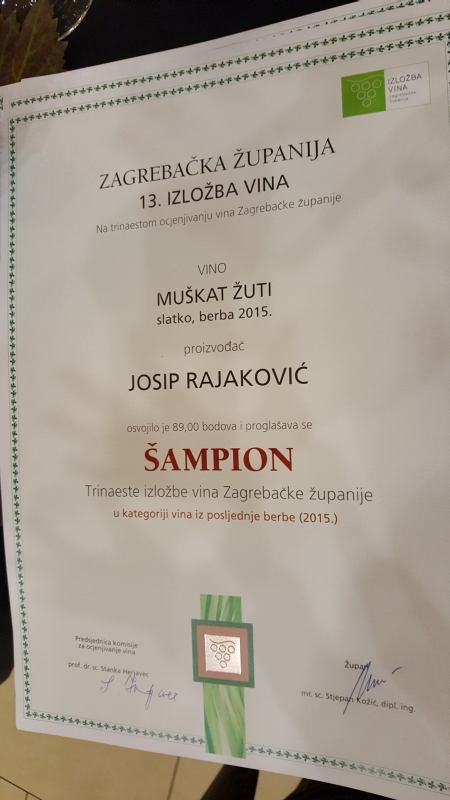 IZLOŽBA
VINA
zagrebačke
županije
ZAGREBAČKA ŽUPANIJA
13. IZLOŽBA VINA
Na trinaestom ocjenjivanju vina Zagrebačke županije
VINO
MUŠKAT ŽUTI
slatko, berba 2015.
proizvođač
JOSIP RAJAKOVIĆ
osvojilo je 89,00 bodova i proglašava se
ŠAMPION
Trinaeste izložbe vina Zagrebačke županije
u kategoriji vina iz posljednje berbe (2015.)
Predsjednica komisije
za ocjenjivanje vina
prof. dr. sc. Stanka Herjavec
Župan
mr. sc. Stjepan Kožić, dipl. ing.